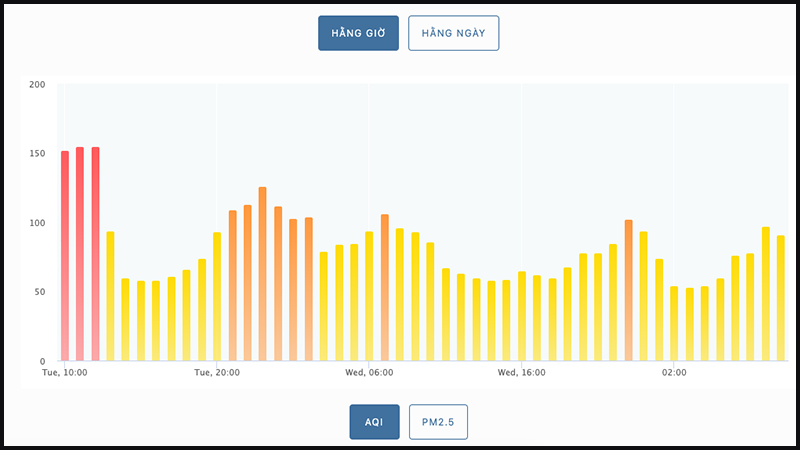 HẰNG GIỜ HẰNG NGÀY
200
150
100
50
0
Tue, 10:00 Tue, 20:00 Wed, 06:00 Wed, 16:00 02:00
AQI PM2.5